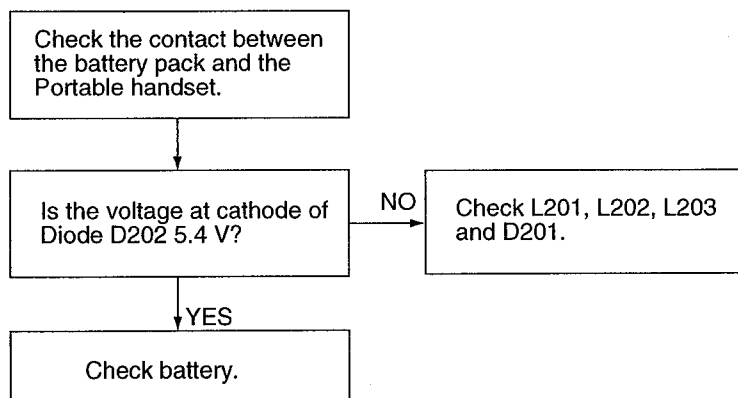 Check the contact between
the battery pack and the
Portable handset.
Is the voltage at cathode of
Diode D202 5.4 V?
NO
Check L201, L202, L203
and D201.
YES
Check battery.